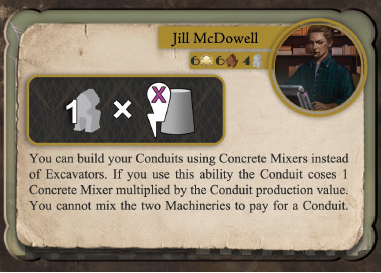 Jill McDowell
6 6 4
1 × X
You can build your Conduits using Concrete Mixers instead
of Excavators. If you use this ability the Conduit coses 1
Concrete Mixer multiplied by the Conduit production value.
You cannot mix the two Machineries to pay for a Conduit.